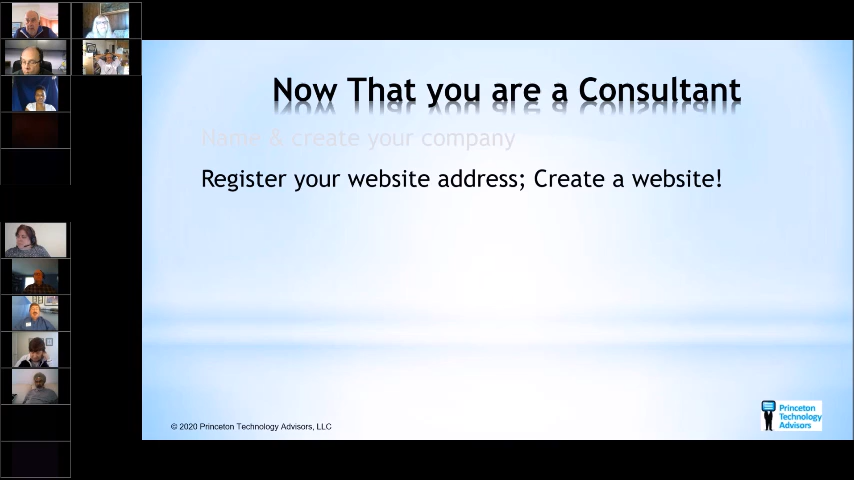 Now That you are a Consultant
Name & create your company
Register your website address; Create a website!
© 2020 Princeton Technology Advisors, LLC
Princeton
Technology
Advisors